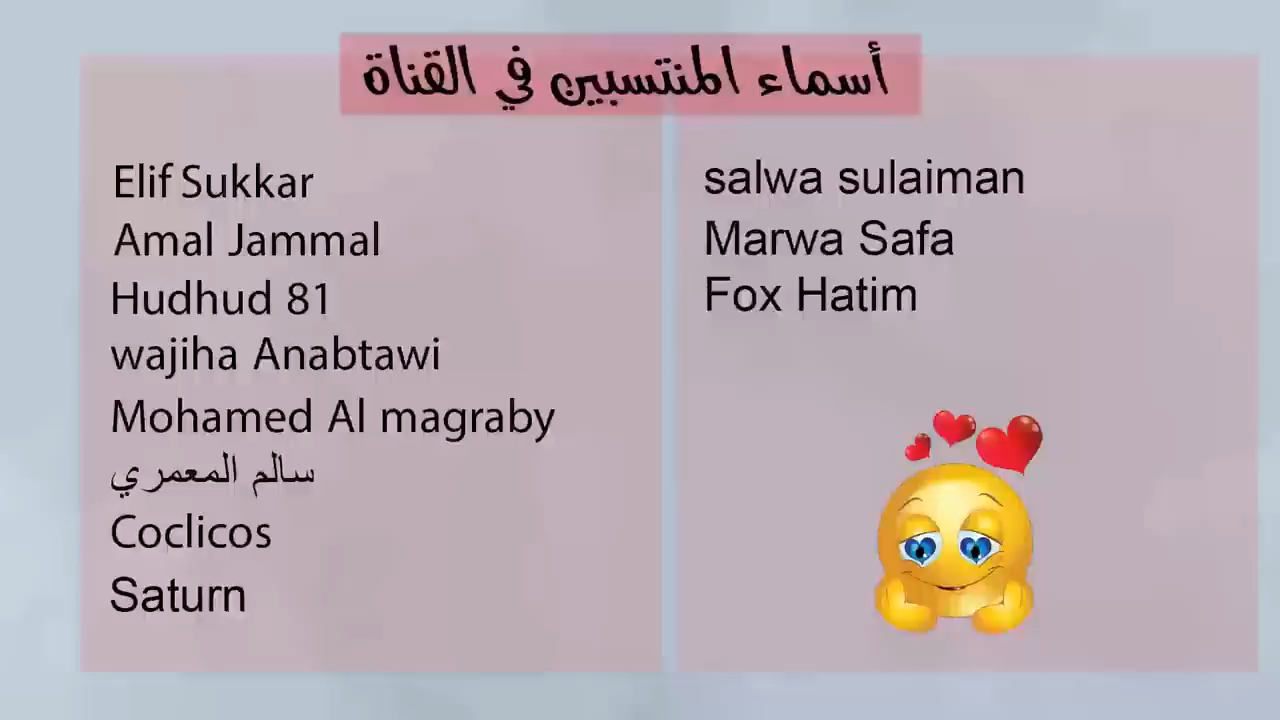 أسماء المنتسبين في القناة
Elif Sukkar
Amal Jammal
Hudhud 81
wajiha Anabtawi
Mohamed Al magraby
سالم المعمري
Coclicos
Saturn
salwa sulaiman
Marwa Safa
Fox Hatim